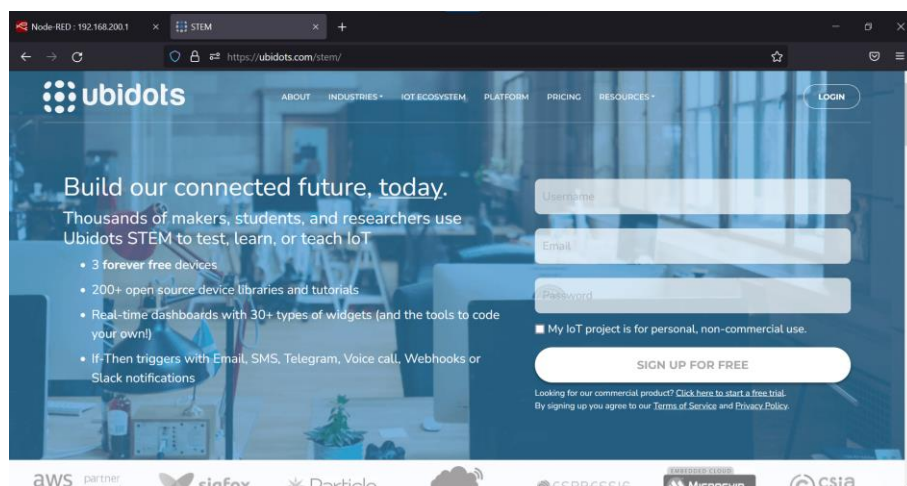 Node-RED : 192.168.200.1
STEM
https://ubidots.com/stem/
ubidots
ABOUT INDUSTRIES IOT ECOSYSTEM PLATFORM PRICING RESOURCES
LOGIN
Build our connected future, today.
Thousands of makers, students, and researchers use
Ubidots STEM to test, learn, or teach IoT
• 3 forever free devices
• 200+ open source device libraries and tutorials
• Real-time dashboards with 30+ types of widgets (and the tools to code
your own!)
• If-Then triggers with Email, SMS, Telegram, Voice call, Webhooks or
Slack notifications
Username
Email
Password
My IoT project is for personal, non-commercial use.
SIGN UP FOR FREE
Looking for our commercial product? Click here to start a free trial.
By signing up you agree to our Terms of Service and Privacy Policy.
aws partner
sigfox
Particle
ESPRESSIF
EMBEDDED CLOUD
MICROCHIP
csia